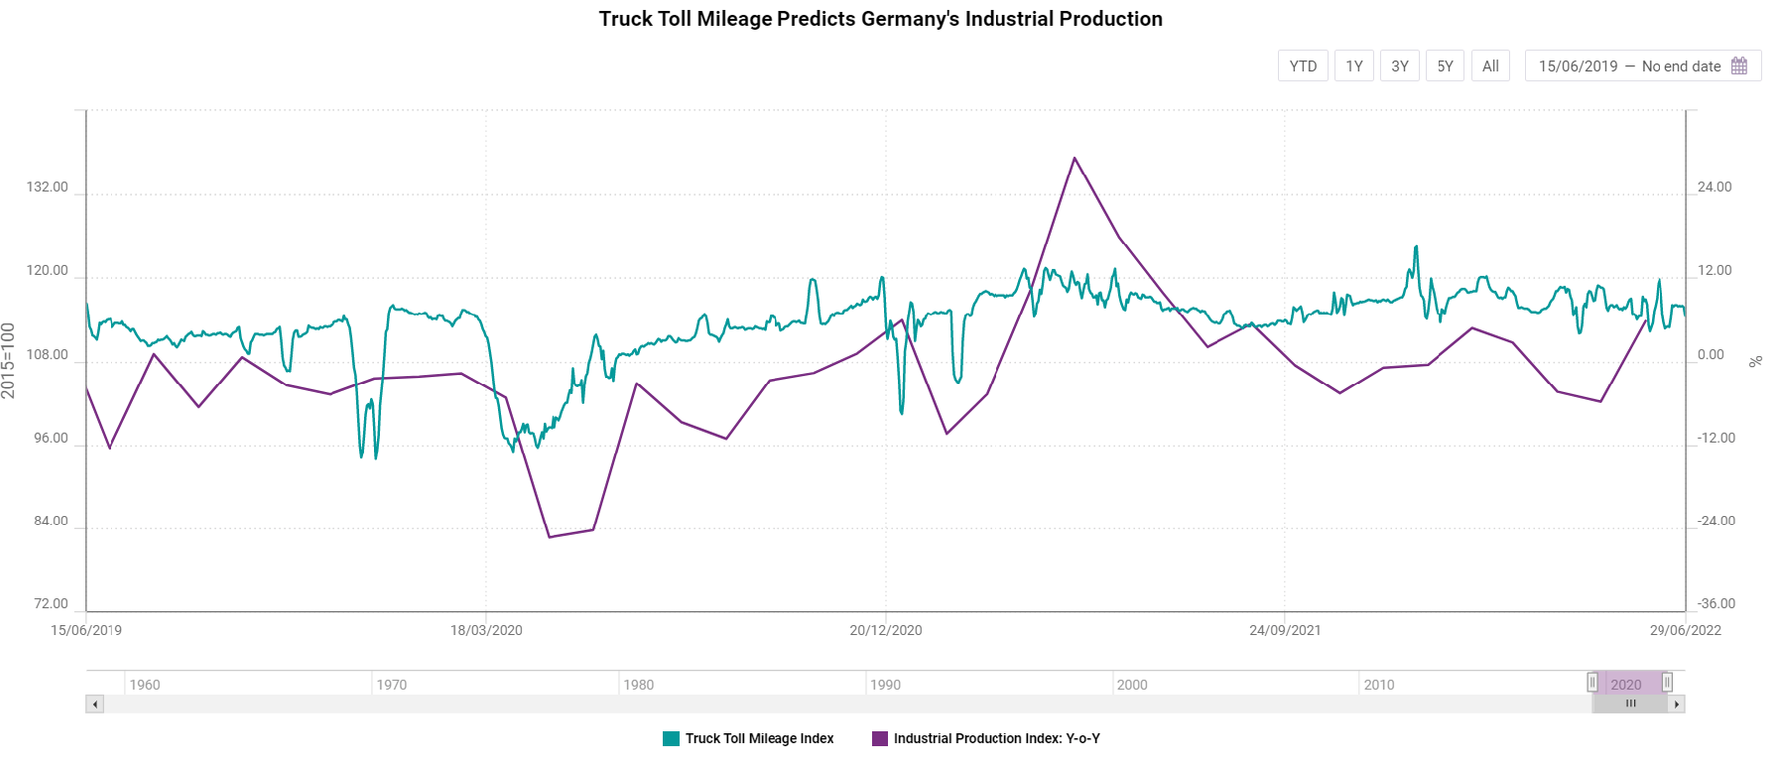 Truck Toll Mileage Predicts Germany's Industrial Production
YTD 1Y 3Y 5Y All 15/06/2019 – No end date
132.00 24.00
120.00 12.00
108.00 0.00
96.00 -12.00
84.00 -24.00
72.00 -36.00
2015=100
%
15/06/2019 18/03/2020 20/12/2020 24/09/2021 29/06/2022
1960 1970 1980 1990 2000 2010 2020
Truck Toll Mileage Index Industrial Production Index: Y-o-Y